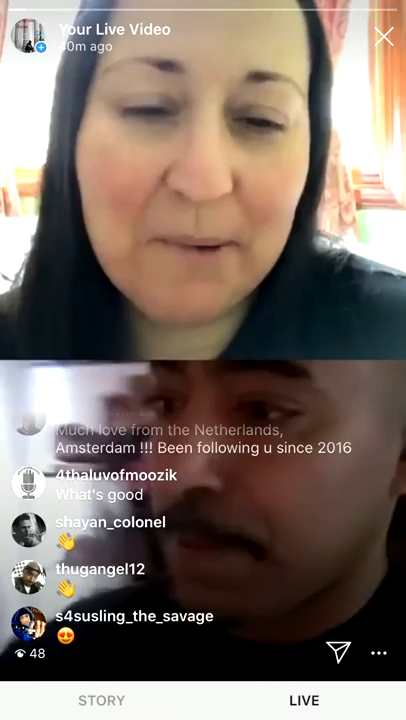 Your Live Video
40m ago
Much love from the Netherlands,
Amsterdam !!! Been following u since 2016
4thaluvofmoozik
What's good
shayan_colonel
👋
thugangel12
👋
s4susling_the_savage
😍
48
STORY LIVE